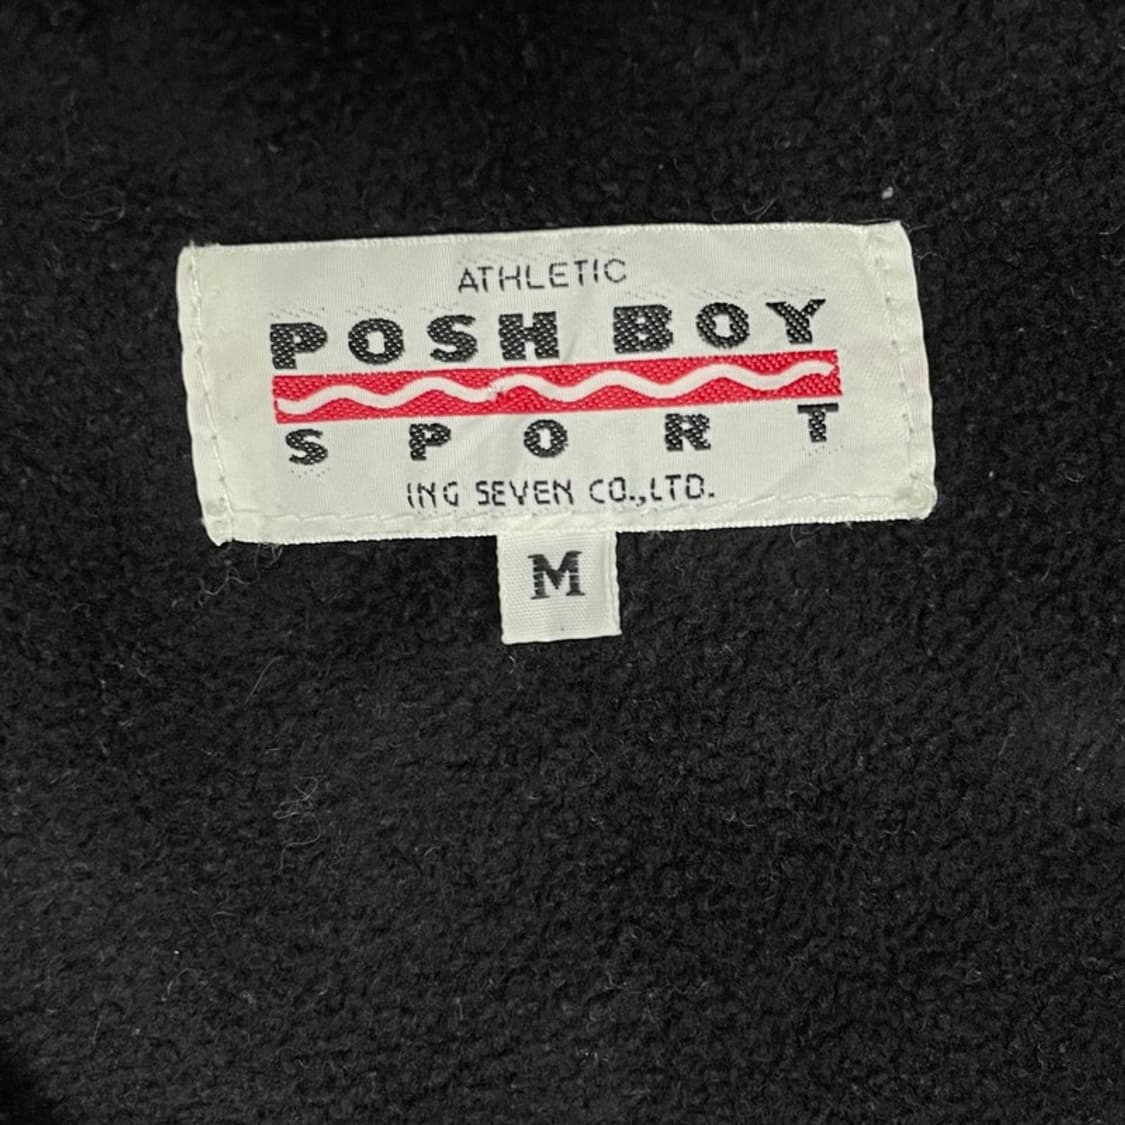 ATHLETIC
POSH BOY
SPORT
ING SEVEN CO.,LTD.
M